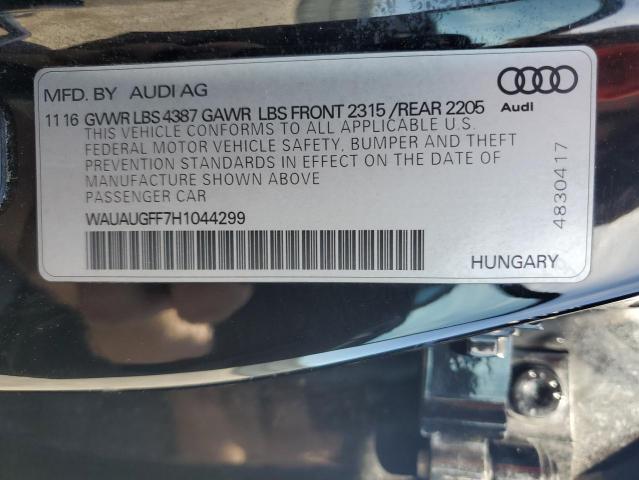 MFD. BY AUDI AG
11 16 GVWR LBS 4387 GAWR LBS FRONT 2315 /REAR 2205
THIS VEHICLE CONFORMS TO ALL APPLICABLE U.S.
FEDERAL MOTOR VEHICLE SAFETY, BUMPER AND THEFT
PREVENTION STANDARDS IN EFFECT ON THE DATE OF
MANUFACTURE SHOWN ABOVE
PASSENGER CAR
WAUAUGFF7H1044299
Audi
4830417
HUNGARY